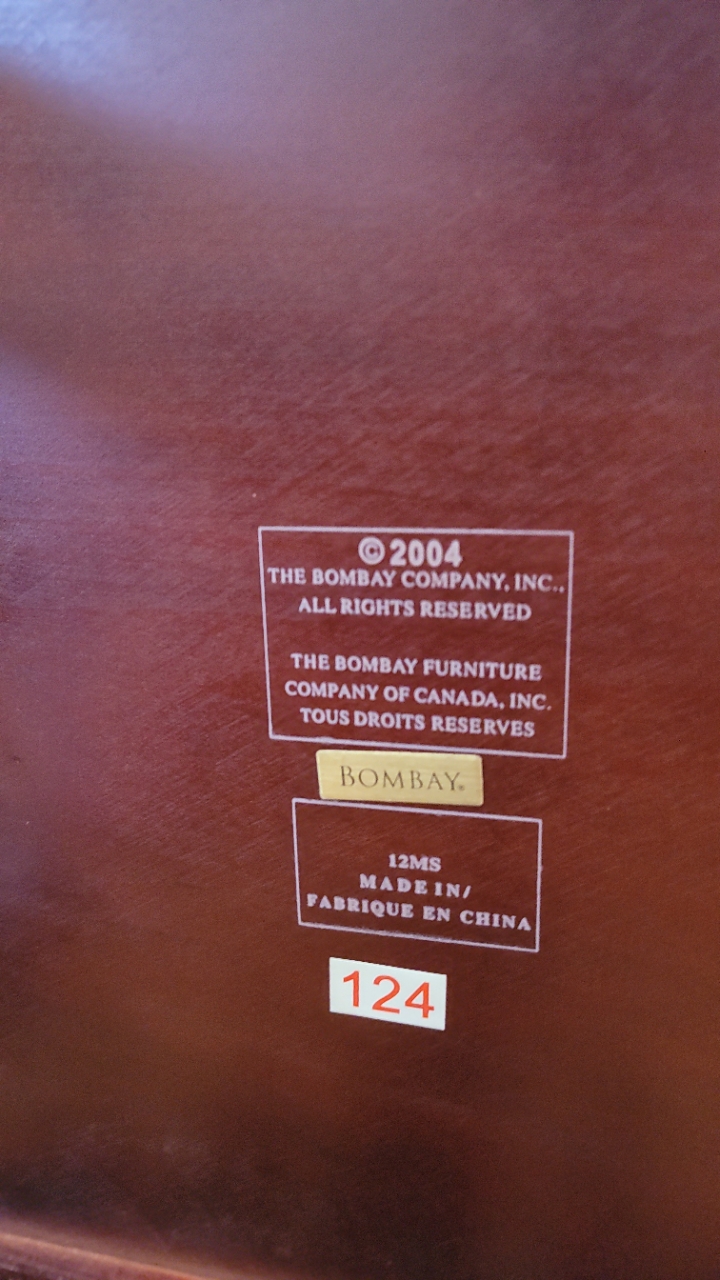 © 2004
THE BOMBAY COMPANY, INC..
ALL RIGHTS RESERVED
THE BOMBAY FURNITURE
COMPANY OF CANADA, INC.
TOUS DROITS RESERVES
BOMBAY®
12MS
MADE IN/
FABRIQUE EN CHINA
124